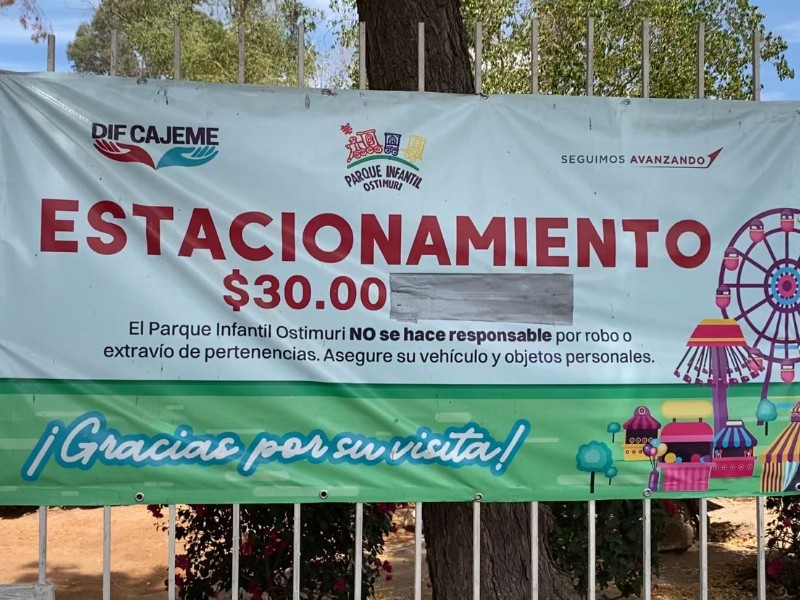 DIF CAJEME
PARQUE INFANTIL
OSTIMURI
SEGUIMOS AVANZANDO
ESTACIONAMIENTO
$30.00
El Parque Infantil Ostimuri NO se hace responsable por robo o
extravío de pertenencias. Asegure su vehículo y objetos personales.
¡Gracias por su visita!